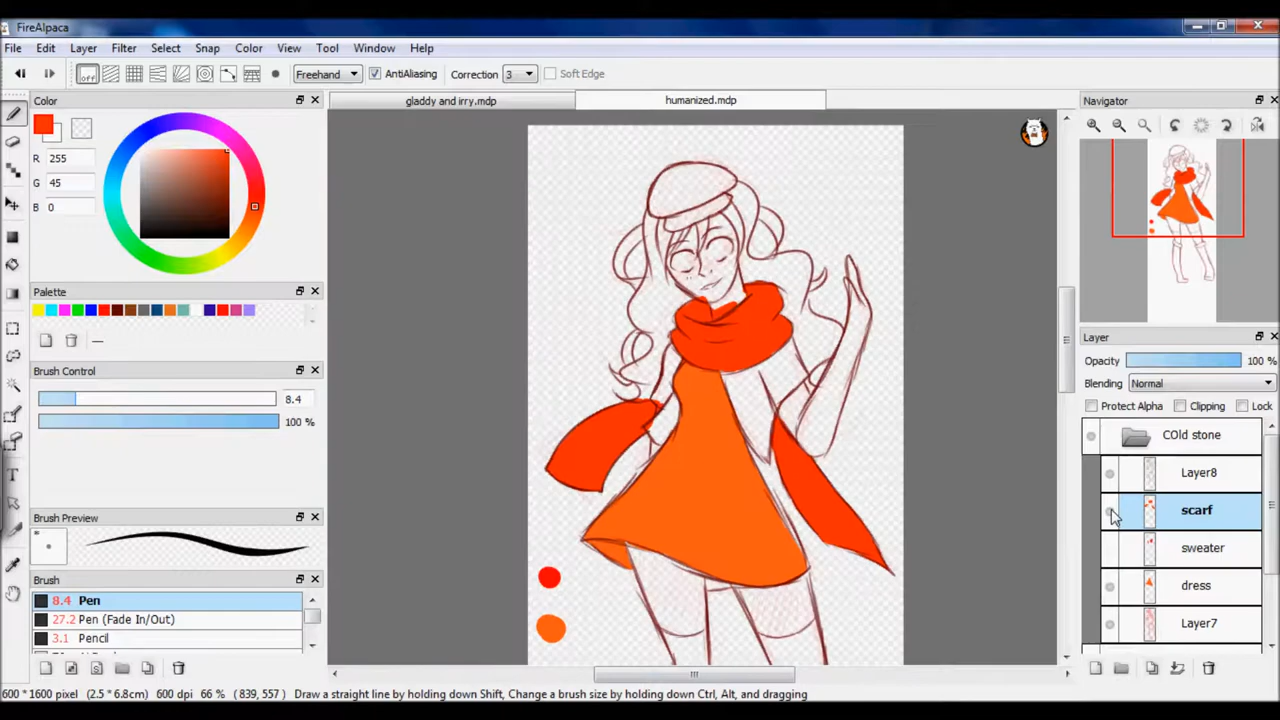 FireAlpaca
File Edit Layer Filter Select Snap Color View Tool Window Help
off Freehand AntiAliasing Correction 3 Soft Edge
Color
gladdy and irry.mdp humanized.mdp
Navigator
R 255
G 45
B 0
Palette
Brush Control
8.4
100 %
Brush Preview
Brush
8.4 Pen
27.2 Pen (Fade In/Out)
3.1 Pencil
Layer
Opacity 100 %
Blending Normal
Protect Alpha Clipping Lock
COld stone
Layer8
scarf
sweater
dress
Layer7
600 * 1600 pixel (2.5 * 6.8cm) 600 dpi 66 % (839, 557) Draw a straight line by holding down Shift, Change a brush size by holding down Ctrl, Alt, and dragging